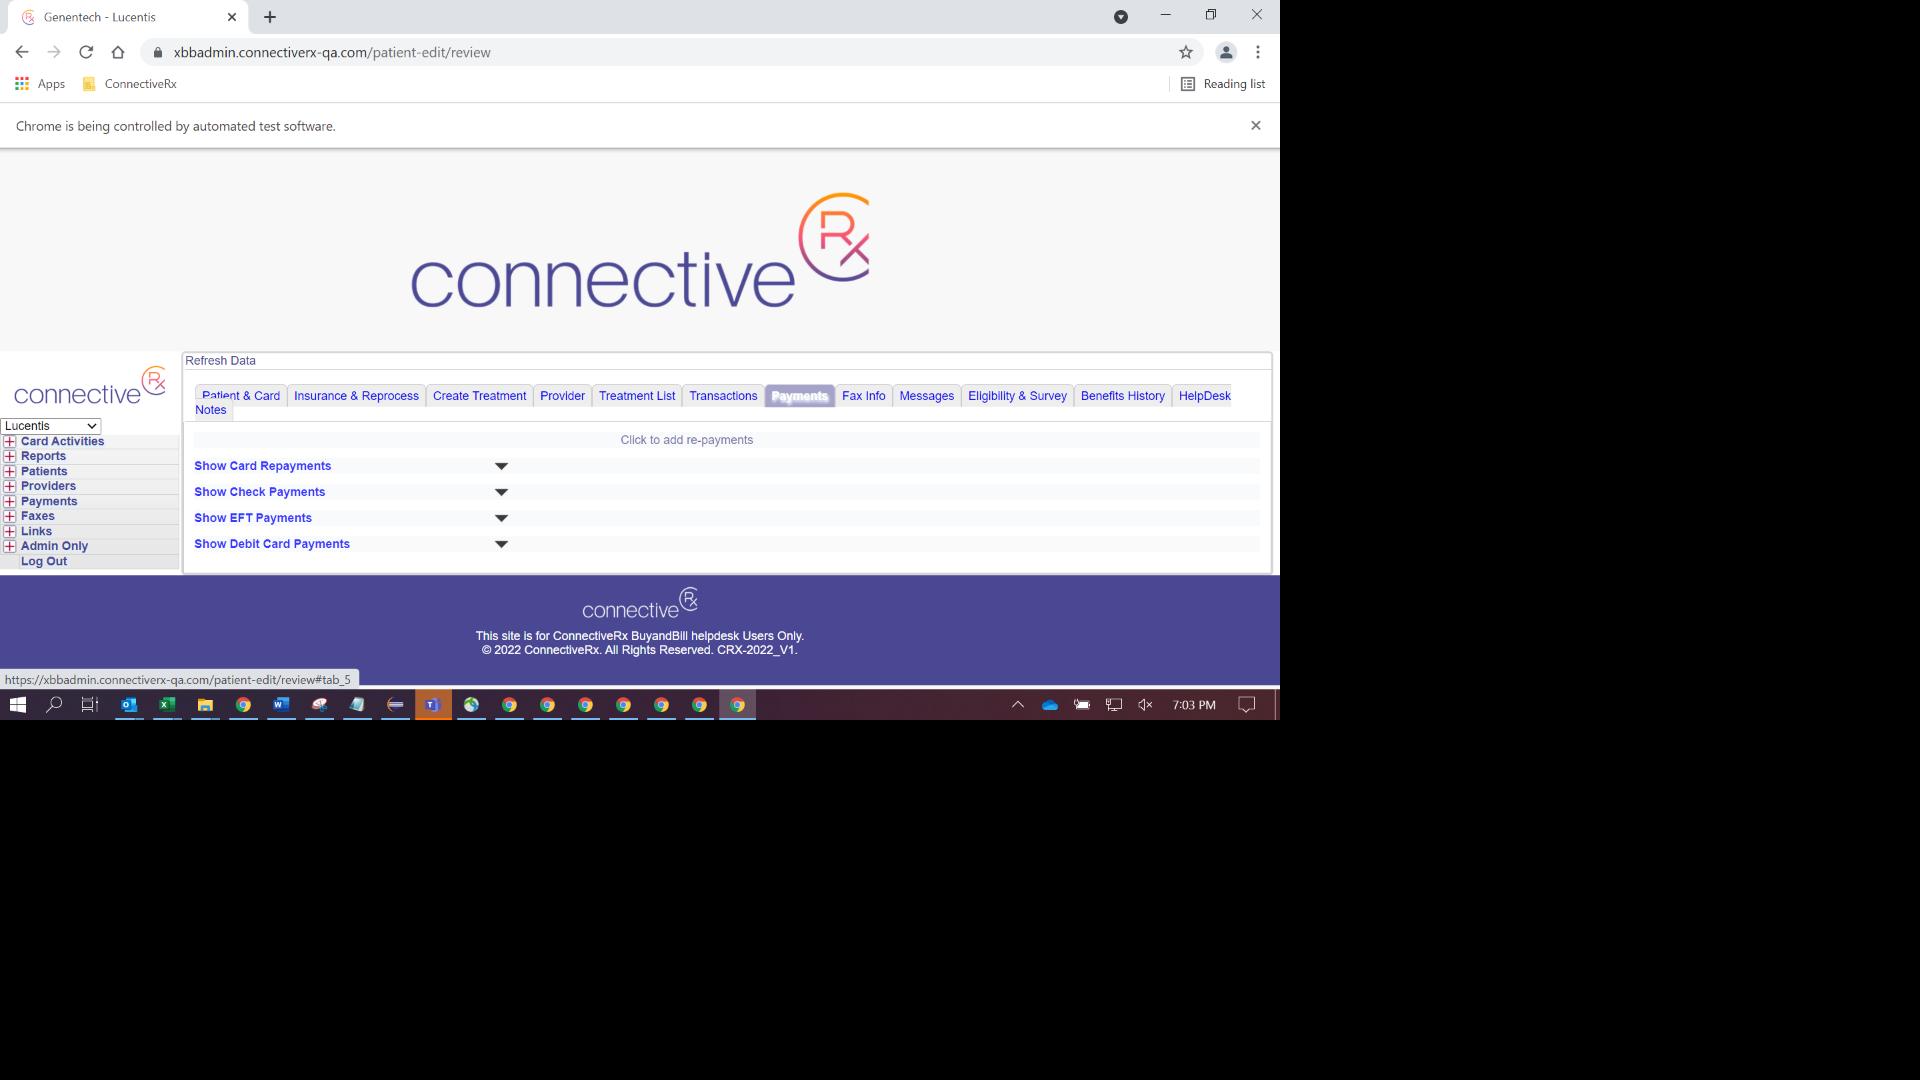 Genentech - Lucentis
xbbadmin.connectiverx-qa.com/patient-edit/review
Apps
ConnectiveRx
Reading list
Chrome is being controlled by automated test software.
connective Rx
connective Rx
Refresh Data
Patient & Card
Insurance & Reprocess
Create Treatment
Provider
Treatment List
Transactions
Payments
Fax Info
Messages
Eligibility & Survey
Benefits History
HelpDesk
Notes
Lucentis
Card Activities
Reports
Patients
Providers
Payments
Faxes
Links
Admin Only
Log Out
Click to add re-payments
Show Card Repayments
Show Check Payments
Show EFT Payments
Show Debit Card Payments
connective Rx
This site is for ConnectiveRx BuyandBill helpdesk Users Only.
© 2022 ConnectiveRx. All Rights Reserved. CRX-2022_V1.
https://xbbadmin.connectiverx-qa.com/patient-edit/review#tab_5
7:03 PM